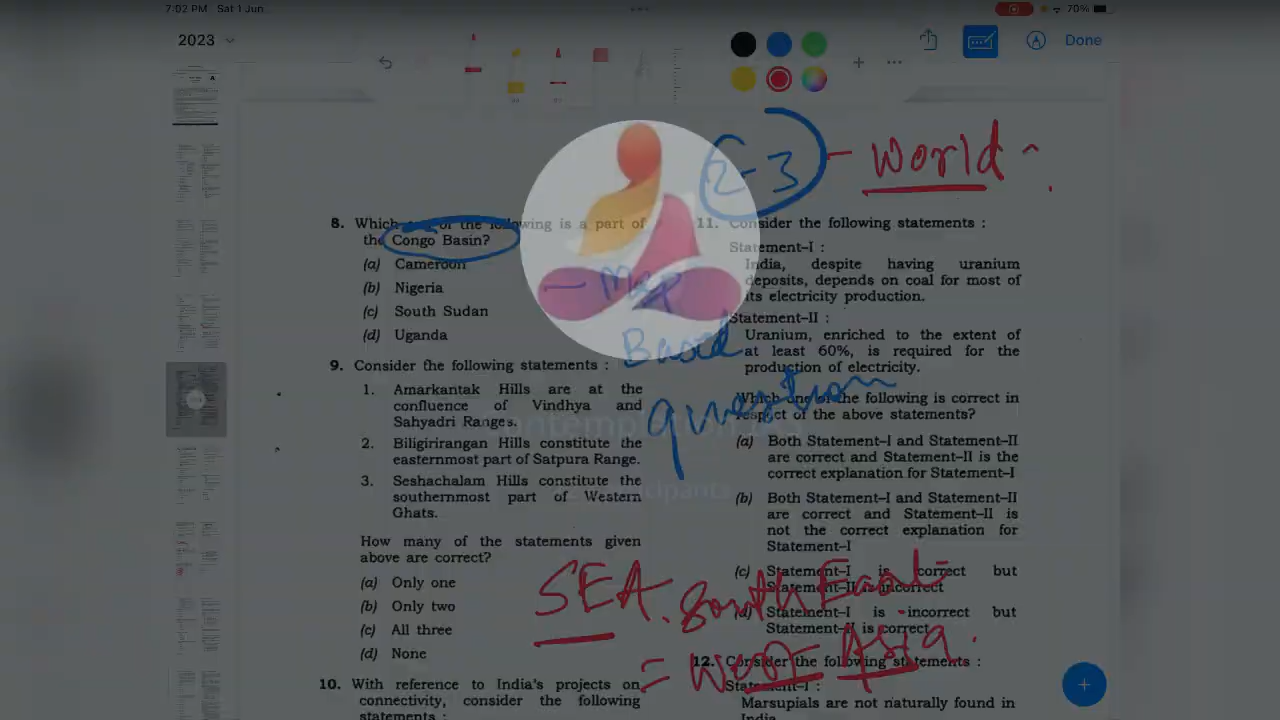 7:02 PM Sat 1 Jun
70%
2023
Done
2-3 - World
8. Which one of the following is a part of
the Congo Basin?
(a) Cameroon
(b) Nigeria
(c) South Sudan
(d) Uganda
- Map
Based
question
9. Consider the following statements :
1. Amarkantak Hills are at the
confluence of Vindhya and
Sahyadri Ranges.
2. Biligirirangan Hills constitute the
easternmost part of Satpura Range.
3. Seshachalam Hills constitute the
southernmost part of Western
Ghats.
How many of the statements given
above are correct?
(a) Only one
(b) Only two
(c) All three
(d) None
10. With reference to India's projects on
connectivity, consider the following
statements :
11. Consider the following statements :
Statement-I :
India, despite having uranium
deposits, depends on coal for most of
its electricity production.
Statement-II :
Uranium, enriched to the extent of
at least 60%, is required for the
production of electricity.
Which one of the following is correct in
respect of the above statements?
(a) Both Statement-I and Statement-II
are correct and Statement-II is the
correct explanation for Statement-I
(b) Both Statement-I and Statement-II
are correct and Statement-II is
not the correct explanation for
Statement-I
(c) Statement-I is correct but
Statement-II is incorrect
(d) Statement-I is incorrect but
Statement-II is correct
SEA. South East
= West Asia.
12. Consider the following statements :
Statement-I :
Marsupials are not naturally found in
India.